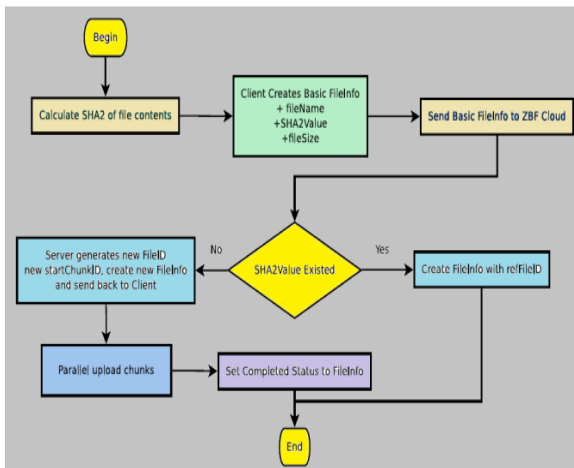 Begin
Calculate SHA2 of file contents
Client Creates Basic FileInfo
+ fileName
+SHA2Value
+fileSize
Send Basic FileInfo to ZBF Cloud
SHA2Value Existed
No
Yes
Server generates new FileID
new startChunkID, create new FileInfo
and send back to Client
Create FileInfo with refFileID
Parallel upload chunks
Set Completed Status to FileInfo
End